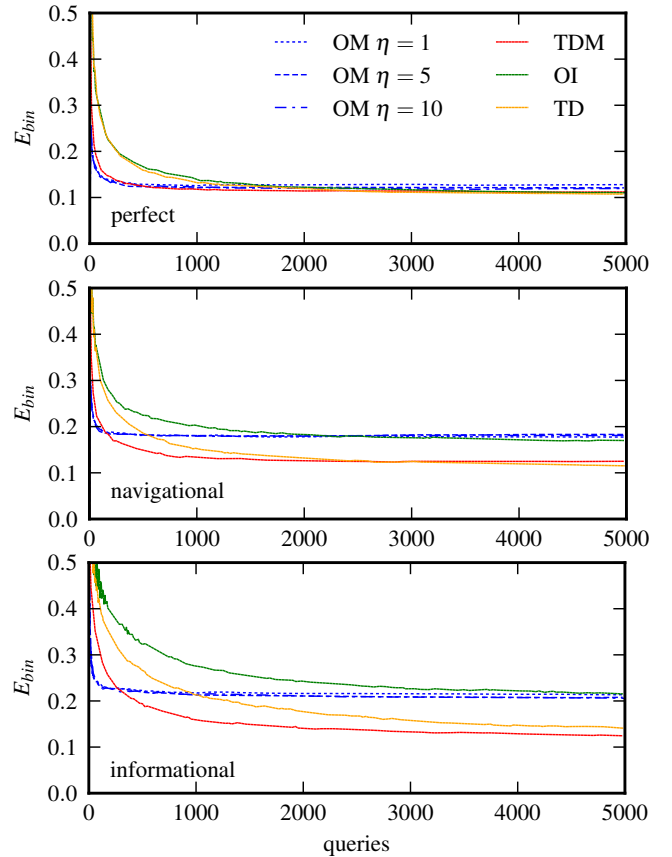 0.5
OM η = 1 TDM
OM η = 5 OI
OM η = 10 TD
0.4
0.3
E_bin
0.2
0.1
perfect
0.0
0 1000 2000 3000 4000 5000
0.5
0.4
0.3
E_bin
0.2
0.1
navigational
0.0
0 1000 2000 3000 4000 5000
0.5
0.4
0.3
E_bin
0.2
0.1
informational
0.0
0 1000 2000 3000 4000 5000
queries